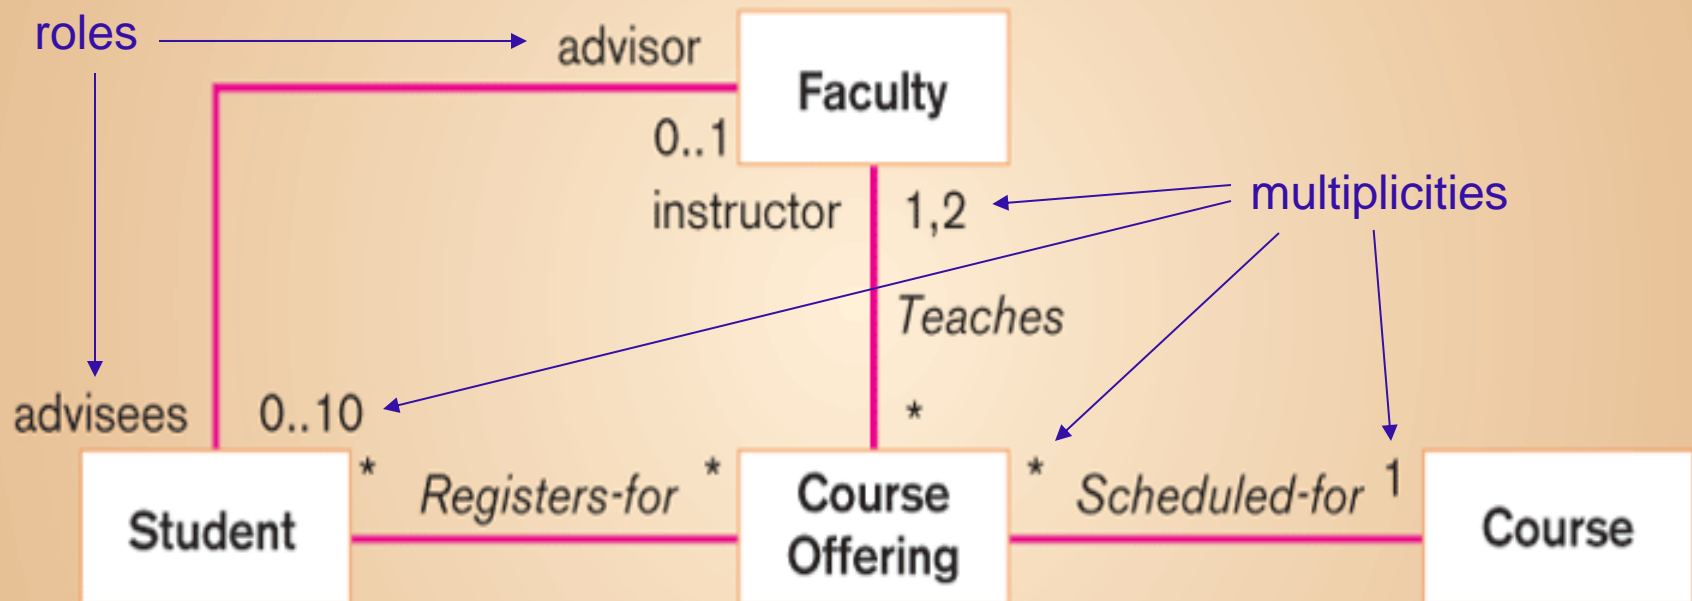 roles
advisor
Faculty
0..1
instructor
1,2
multiplicities
Teaches
advisees
0..10
*
*
Registers-for
*
*
Scheduled-for
1
Student
Course
Offering
Course